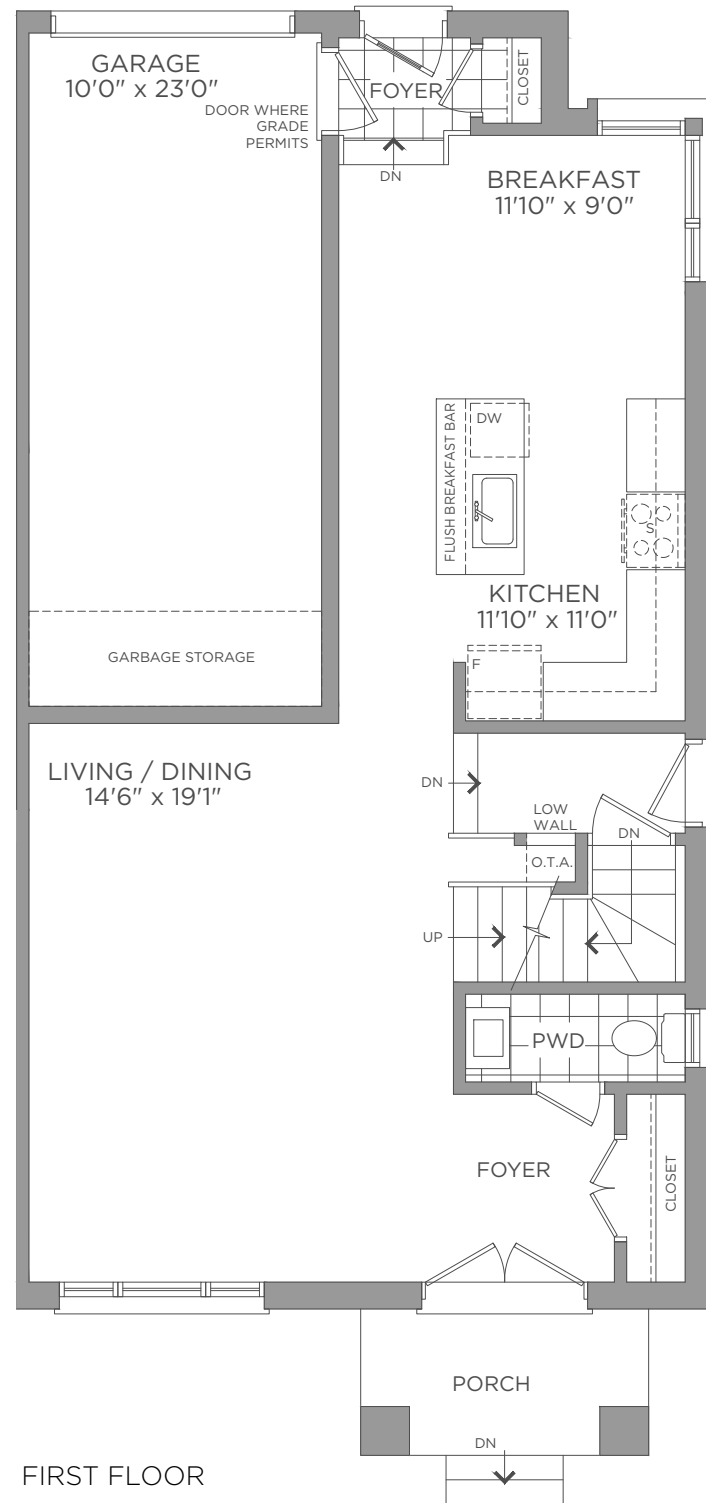 GARAGE
10'0" x 23'0"
DOOR WHERE
GRADE
PERMITS
FOYER
CLOSET
DN
BREAKFAST
11'10" x 9'0"
FLUSH BREAKFAST BAR
DW
S
KITCHEN
11'10" x 11'0"
F
GARBAGE STORAGE
LIVING / DINING
14'6" x 19'1"
DN
LOW
WALL
DN
O.T.A.
UP
PWD
FOYER
CLOSET
PORCH
DN
FIRST FLOOR